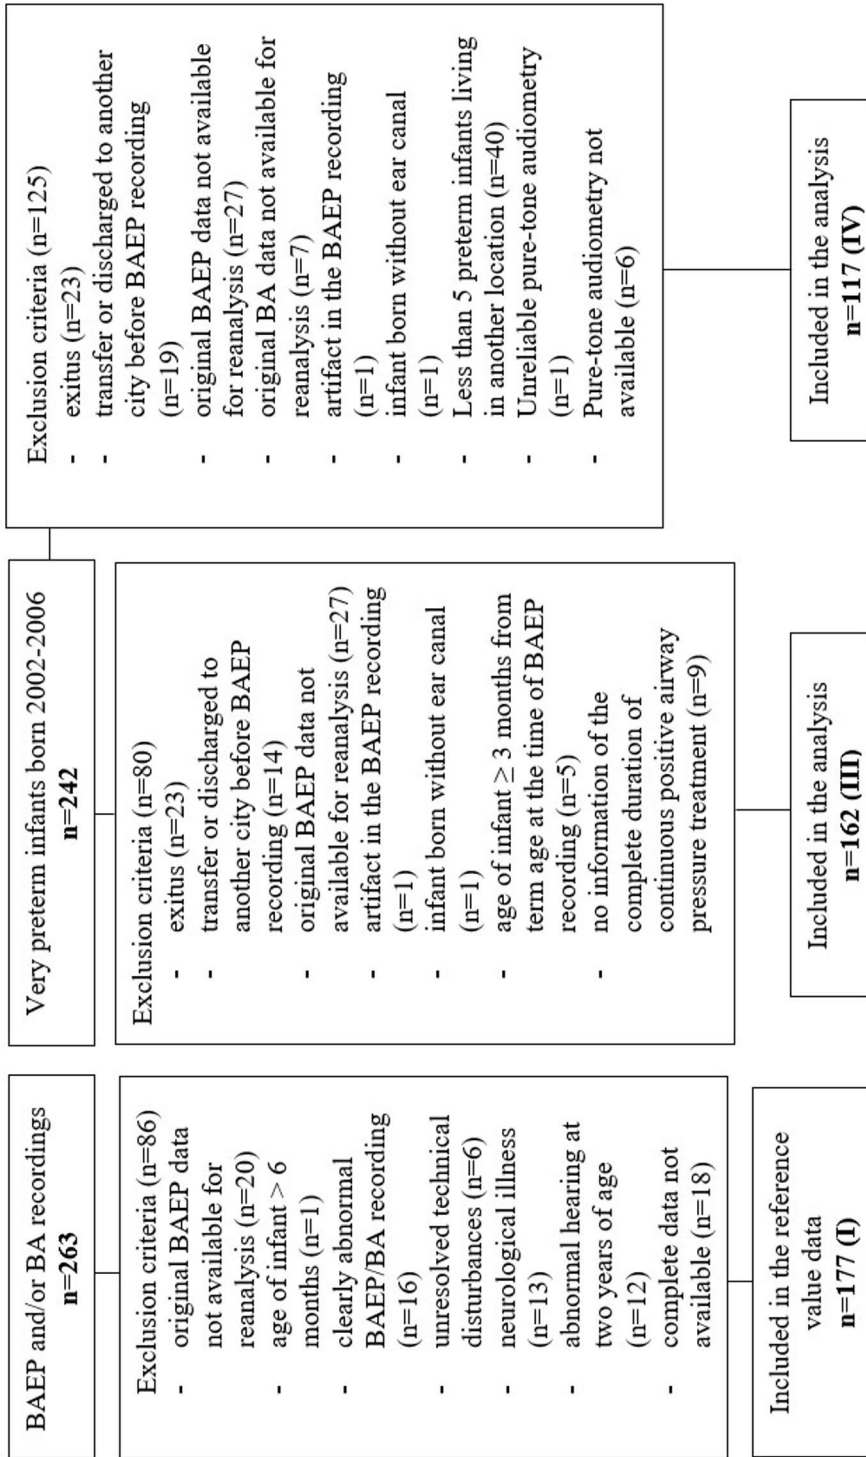 BAEP and/or BA recordings
n=263
Exclusion criteria (n=86)
- original BAEP data
not available for
reanalysis (n=20)
- age of infant > 6
months (n=1)
- clearly abnormal
BAEP/BA recording
(n=16)
- unresolved technical
disturbances (n=6)
- neurological illness
(n=13)
- abnormal hearing at
two years of age
(n=12)
- complete data not
available (n=18)
Included in the reference
value data
n=177 (I)
Very preterm infants born 2002-2006
n=242
Exclusion criteria (n=80)
- exitus (n=23)
- transfer or discharged to
another city before BAEP
recording (n=14)
- original BAEP data not
available for reanalysis (n=27)
- artifact in the BAEP recording
(n=1)
- infant born without ear canal
(n=1)
- age of infant ≥ 3 months from
term age at the time of BAEP
recording (n=5)
- no information of the
complete duration of
continuous positive airway
pressure treatment (n=9)
Included in the analysis
n=162 (III)
Exclusion criteria (n=125)
- exitus (n=23)
- transfer or discharged to another
city before BAEP recording
(n=19)
- original BAEP data not available
for reanalysis (n=27)
- original BA data not available for
reanalysis (n=7)
- artifact in the BAEP recording
(n=1)
- infant born without ear canal
(n=1)
- Less than 5 preterm infants living
in another location (n=40)
- Unreliable pure-tone audiometry
(n=1)
- Pure-tone audiometry not
available (n=6)
Included in the analysis
n=117 (IV)